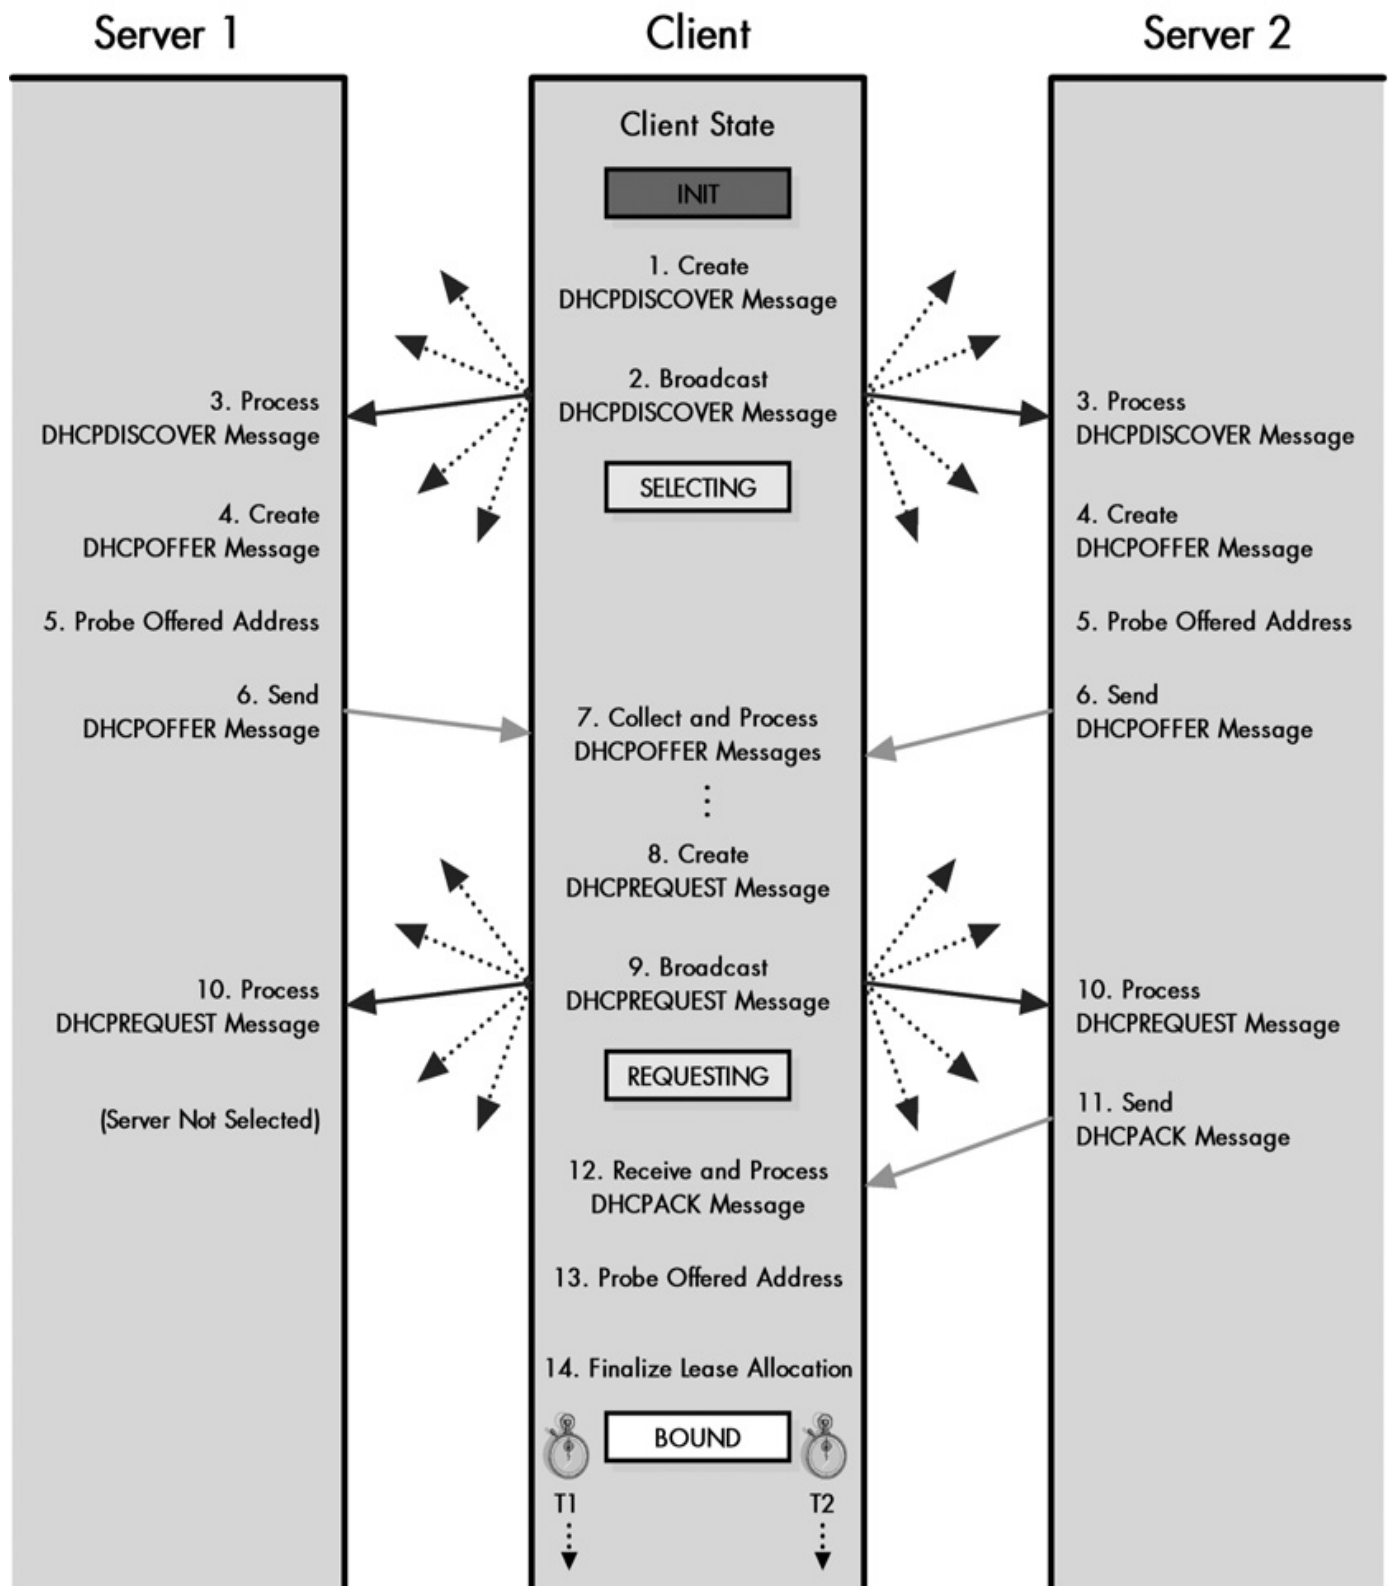 Server 1
Client
Server 2
Client State
INIT
1. Create
DHCPDISCOVER Message
2. Broadcast
DHCPDISCOVER Message
3. Process
DHCPDISCOVER Message
3. Process
DHCPDISCOVER Message
SELECTING
4. Create
DHCPOFFER Message
4. Create
DHCPOFFER Message
5. Probe Offered Address
5. Probe Offered Address
6. Send
DHCPOFFER Message
6. Send
DHCPOFFER Message
7. Collect and Process
DHCPOFFER Messages
8. Create
DHCPREQUEST Message
9. Broadcast
DHCPREQUEST Message
10. Process
DHCPREQUEST Message
10. Process
DHCPREQUEST Message
REQUESTING
(Server Not Selected)
11. Send
DHCPACK Message
12. Receive and Process
DHCPACK Message
13. Probe Offered Address
14. Finalize Lease Allocation
BOUND
T1
T2